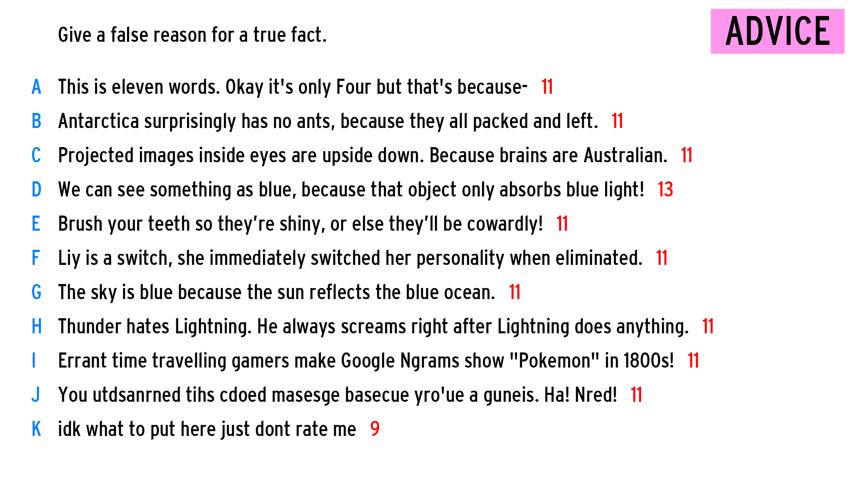 Give a false reason for a true fact.
ADVICE
A This is eleven words. Okay it's only Four but that's because- 11
B Antarctica surprisingly has no ants, because they all packed and left. 11
C Projected images inside eyes are upside down. Because brains are Australian. 11
D We can see something as blue, because that object only absorbs blue light! 13
E Brush your teeth so they’re shiny, or else they’ll be cowardly! 11
F Liy is a switch, she immediately switched her personality when eliminated. 11
G The sky is blue because the sun reflects the blue ocean. 11
H Thunder hates Lightning. He always screams right after Lightning does anything. 11
I Errant time travelling gamers make Google Ngrams show "Pokemon" in 1800s! 11
J You utdsanrned tihs cdoed masesge basecue yro'ue a guneis. Ha! Nred! 11
K idk what to put here just dont rate me 9